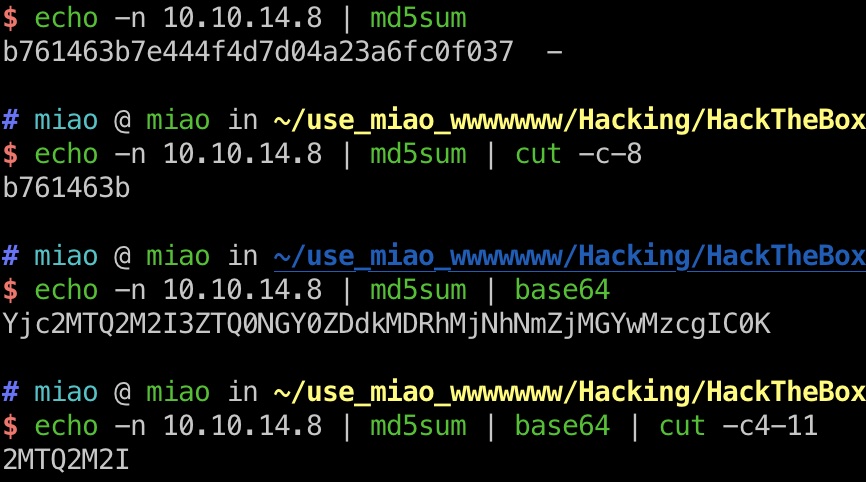 $ echo -n 10.10.14.8 | md5sum
b761463b7e444f4d7d04a23a6fc0f037  -
# miao @ miao in ~/use_miao_wwwwwww/Hacking/HackTheBox
$ echo -n 10.10.14.8 | md5sum | cut -c-8
b761463b
# miao @ miao in ~/use_miao_wwwwwww/Hacking/HackTheBox
$ echo -n 10.10.14.8 | md5sum | base64
Yjc2MTQ2M2I3ZTQ0NGY0ZDdkMDRhMjNhNmZjMGYwMzcgIC0K
# miao @ miao in ~/use_miao_wwwwwww/Hacking/HackTheBox
$ echo -n 10.10.14.8 | md5sum | base64 | cut -c4-11
2MTQ2M2I